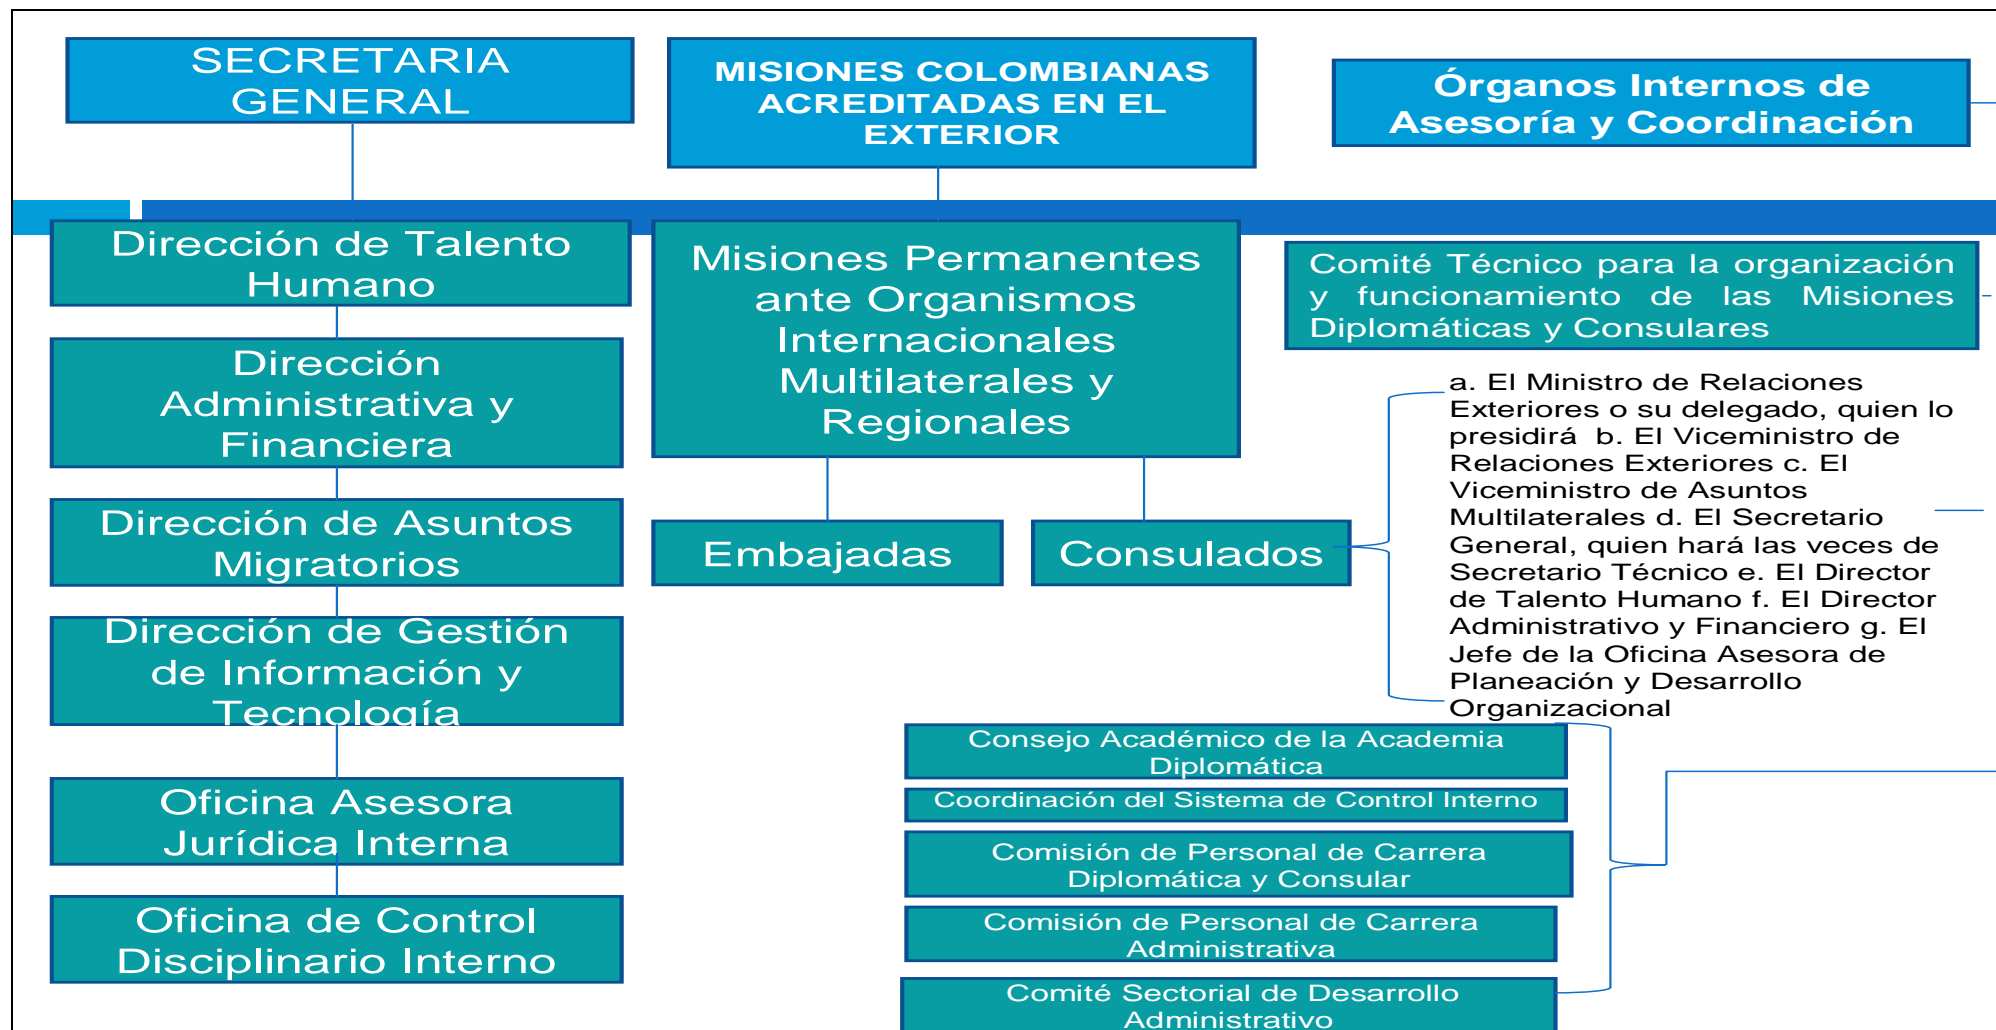 SECRETARIA
GENERAL
MISIONES COLOMBIANAS
ACREDITADAS EN EL
EXTERIOR
Órganos Internos de
Asesoría y Coordinación
Dirección de Talento
Humano
Dirección
Administrativa y
Financiera
Dirección de Asuntos
Migratorios
Dirección de Gestión
de Información y
Tecnología
Oficina Asesora
Jurídica Interna
Oficina de Control
Disciplinario Interno
Misiones Permanentes
ante Organismos
Internacionales
Multilaterales y
Regionales
Embajadas
Consulados
Comité Técnico para la organización
y funcionamiento de las Misiones
Diplomáticas y Consulares
a. El Ministro de Relaciones
Exteriores o su delegado, quien lo
presidirá  b. El Viceministro de
Relaciones Exteriores c. El
Viceministro de Asuntos
Multilaterales d. El Secretario
General, quien hará las veces de
Secretario Técnico e. El Director
de Talento Humano f. El Director
Administrativo y Financiero g. El
Jefe de la Oficina Asesora de
Planeación y Desarrollo
Organizacional
Consejo Académico de la Academia
Diplomática
Coordinación del Sistema de Control Interno
Comisión de Personal de Carrera
Diplomática y Consular
Comisión de Personal de Carrera
Administrativa
Comité Sectorial de Desarrollo
Administrativo